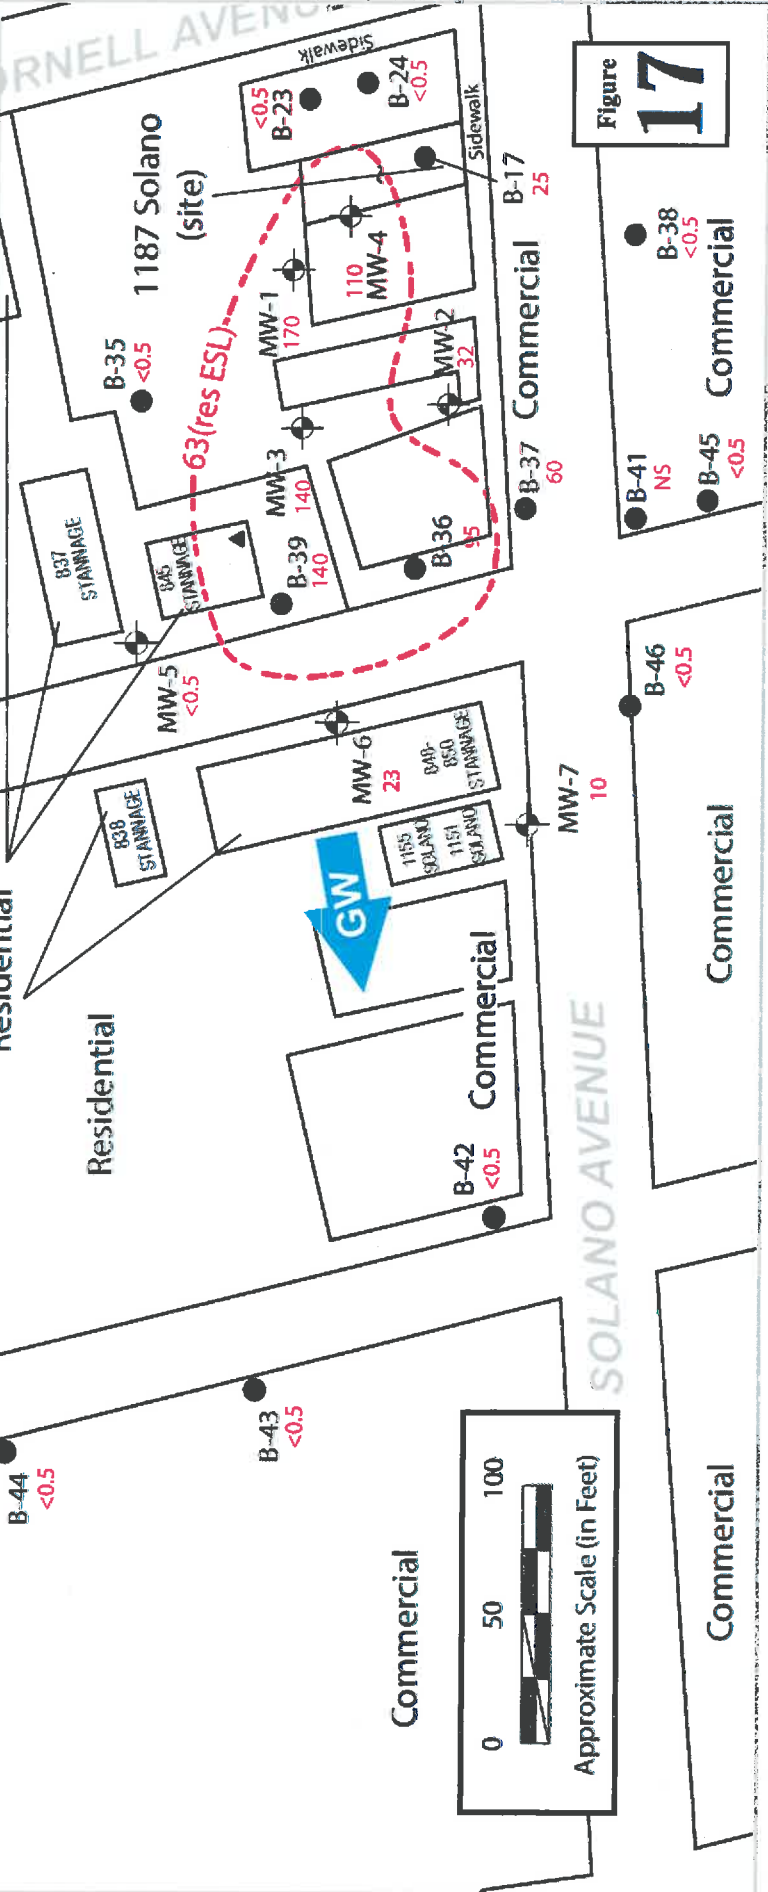 ORNELL AVENU
Sidewalk
B-24
<0.5
<0.5
B-23
Sidewalk
Figure
17
1187 Solano
(site)
B-17
25
MW-4
110
MW-1
170
B-38
<0.5
Commercial
Commercial
MW-2
32
B-35
<0.5
63(res ESL)
MW-3
140
B-37
60
B-41
NS
B-45
<0.5
B-36
95
B-39
140
837
STANNAGE
845
STANNAGE
MW-5
<0.5
B-46
<0.5
MW-6
23
848-
850
STANNAGE
MW-7
10
838
STANNAGE
1155
SOLANO
1151
SOLANO
GW
Residential
Residential
Commercial
Commercial
SOLANO AVENUE
B-42
<0.5
B-43
<0.5
B-44
<0.5
Commercial
Commercial
0 50 100
Approximate Scale (in Feet)